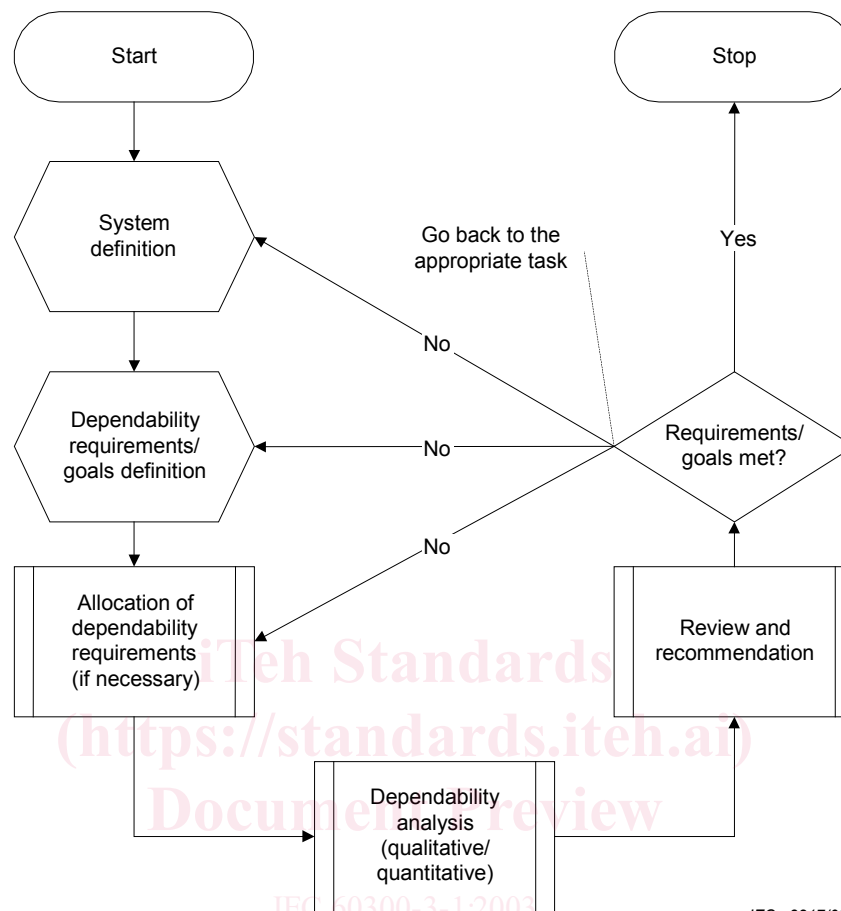 Start
Stop
System
definition
Go back to the
appropriate task
Yes
No
Dependability
requirements/
goals definition
No
Requirements/
goals met?
No
Allocation of
dependability
requirements
(if necessary)
Review and
recommendation
iTeh Standards
(https://standards.iteh.ai)
Document Preview
Dependability
analysis
(qualitative/
quantitative)
IEC 60300-3-1:2003